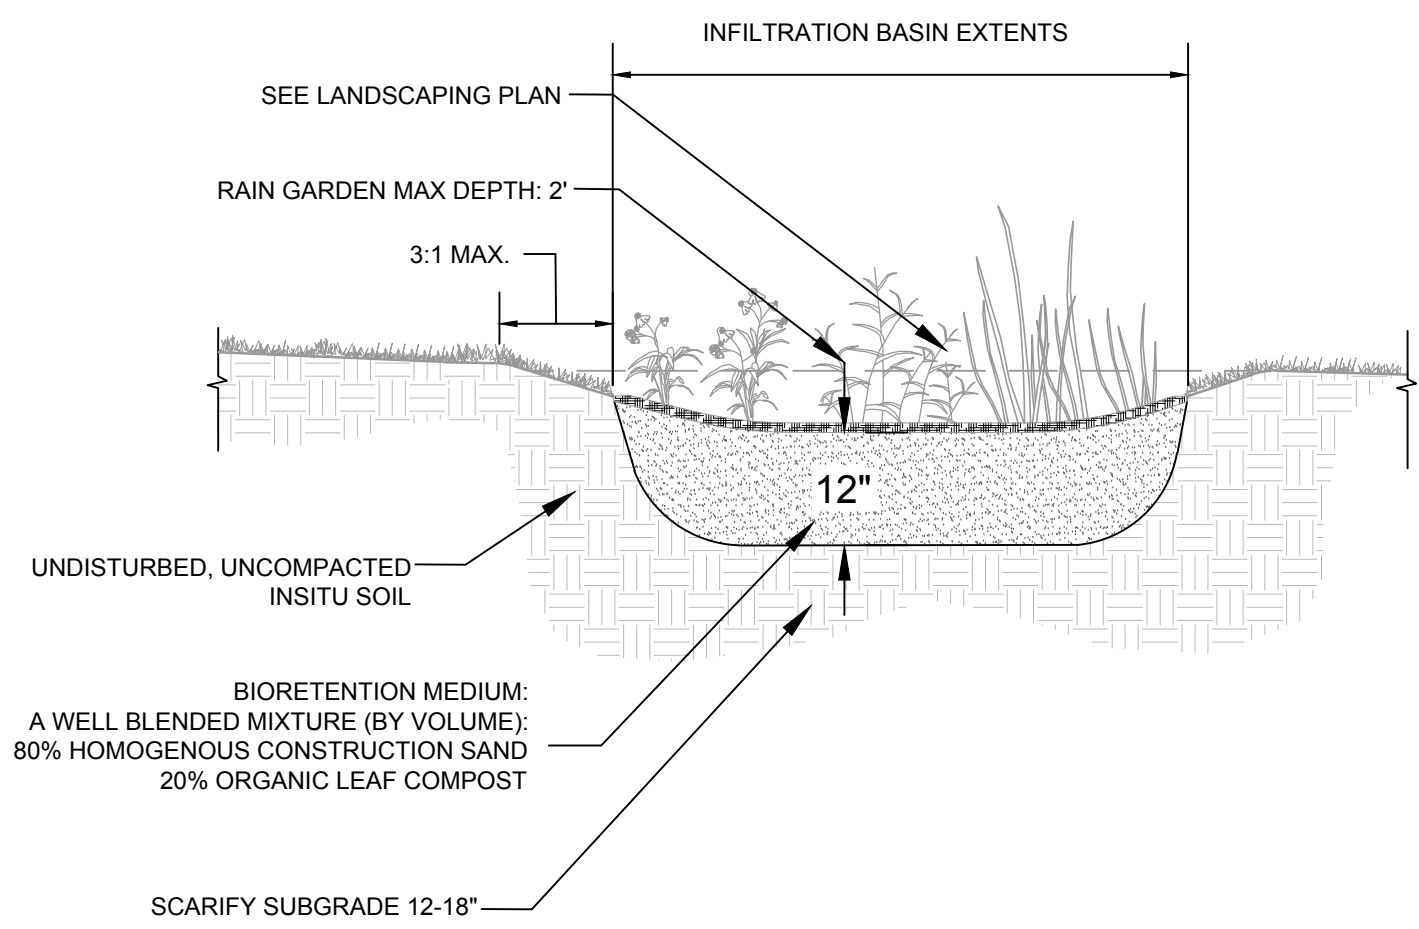 INFILTRATION BASIN EXTENTS
SEE LANDSCAPING PLAN
RAIN GARDEN MAX DEPTH: 2'
3:1 MAX.
12"
UNDISTURBED, UNCOMPACTED
INSITU SOIL
BIORETENTION MEDIUM:
A WELL BLENDED MIXTURE (BY VOLUME):
80% HOMOGENOUS CONSTRUCTION SAND
20% ORGANIC LEAF COMPOST
SCARIFY SUBGRADE 12-18"